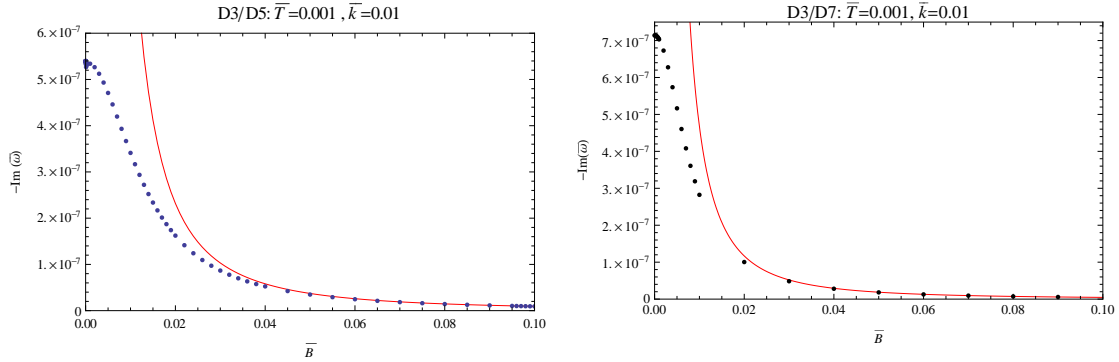 D3/D5: T̅=0.001 , k̅=0.01
6. × 10⁻⁷
5. × 10⁻⁷
4. × 10⁻⁷
3. × 10⁻⁷
2. × 10⁻⁷
1. × 10⁻⁷
0
−Im (ω̅)
0.00 0.02 0.04 0.06 0.08 0.10
B̅
D3/D7: T̅=0.001, k̅=0.01
7. × 10⁻⁷
6. × 10⁻⁷
5. × 10⁻⁷
4. × 10⁻⁷
3. × 10⁻⁷
2. × 10⁻⁷
1. × 10⁻⁷
0
−Im(ω̅)
0.00 0.02 0.04 0.06 0.08 0.10
B̅